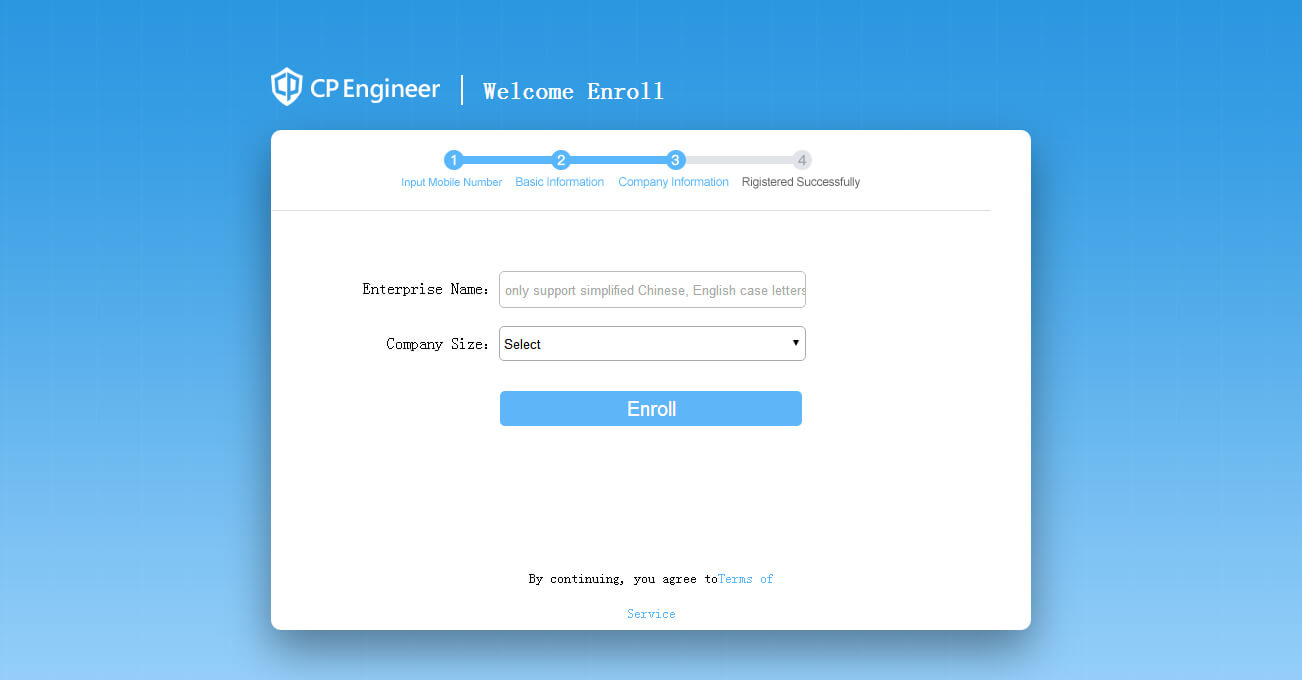 CP Engineer | Welcome Enroll
1 2 3 4
Input Mobile Number Basic Information Company Information Rigistered Successfully
Enterprise Name: only support simplified Chinese, English case letters
Company Size: Select
Enroll
By continuing, you agree toTerms of
Service